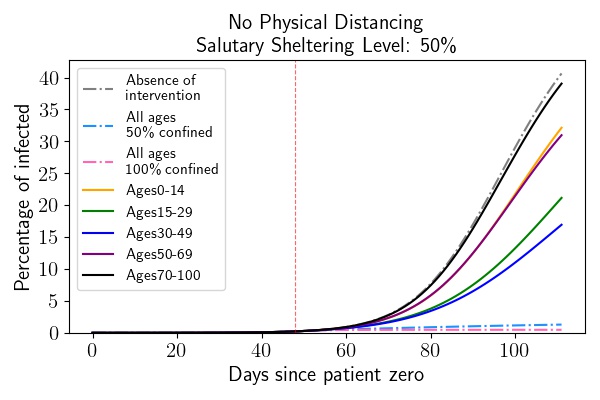 No Physical Distancing
Salutary Sheltering Level: 50%
Percentage of infected
40
35
30
25
20
15
10
5
0
Absence of
intervention
All ages
50% confined
All ages
100% confined
Ages0-14
Ages15-29
Ages30-49
Ages50-69
Ages70-100
0 20 40 60 80 100
Days since patient zero